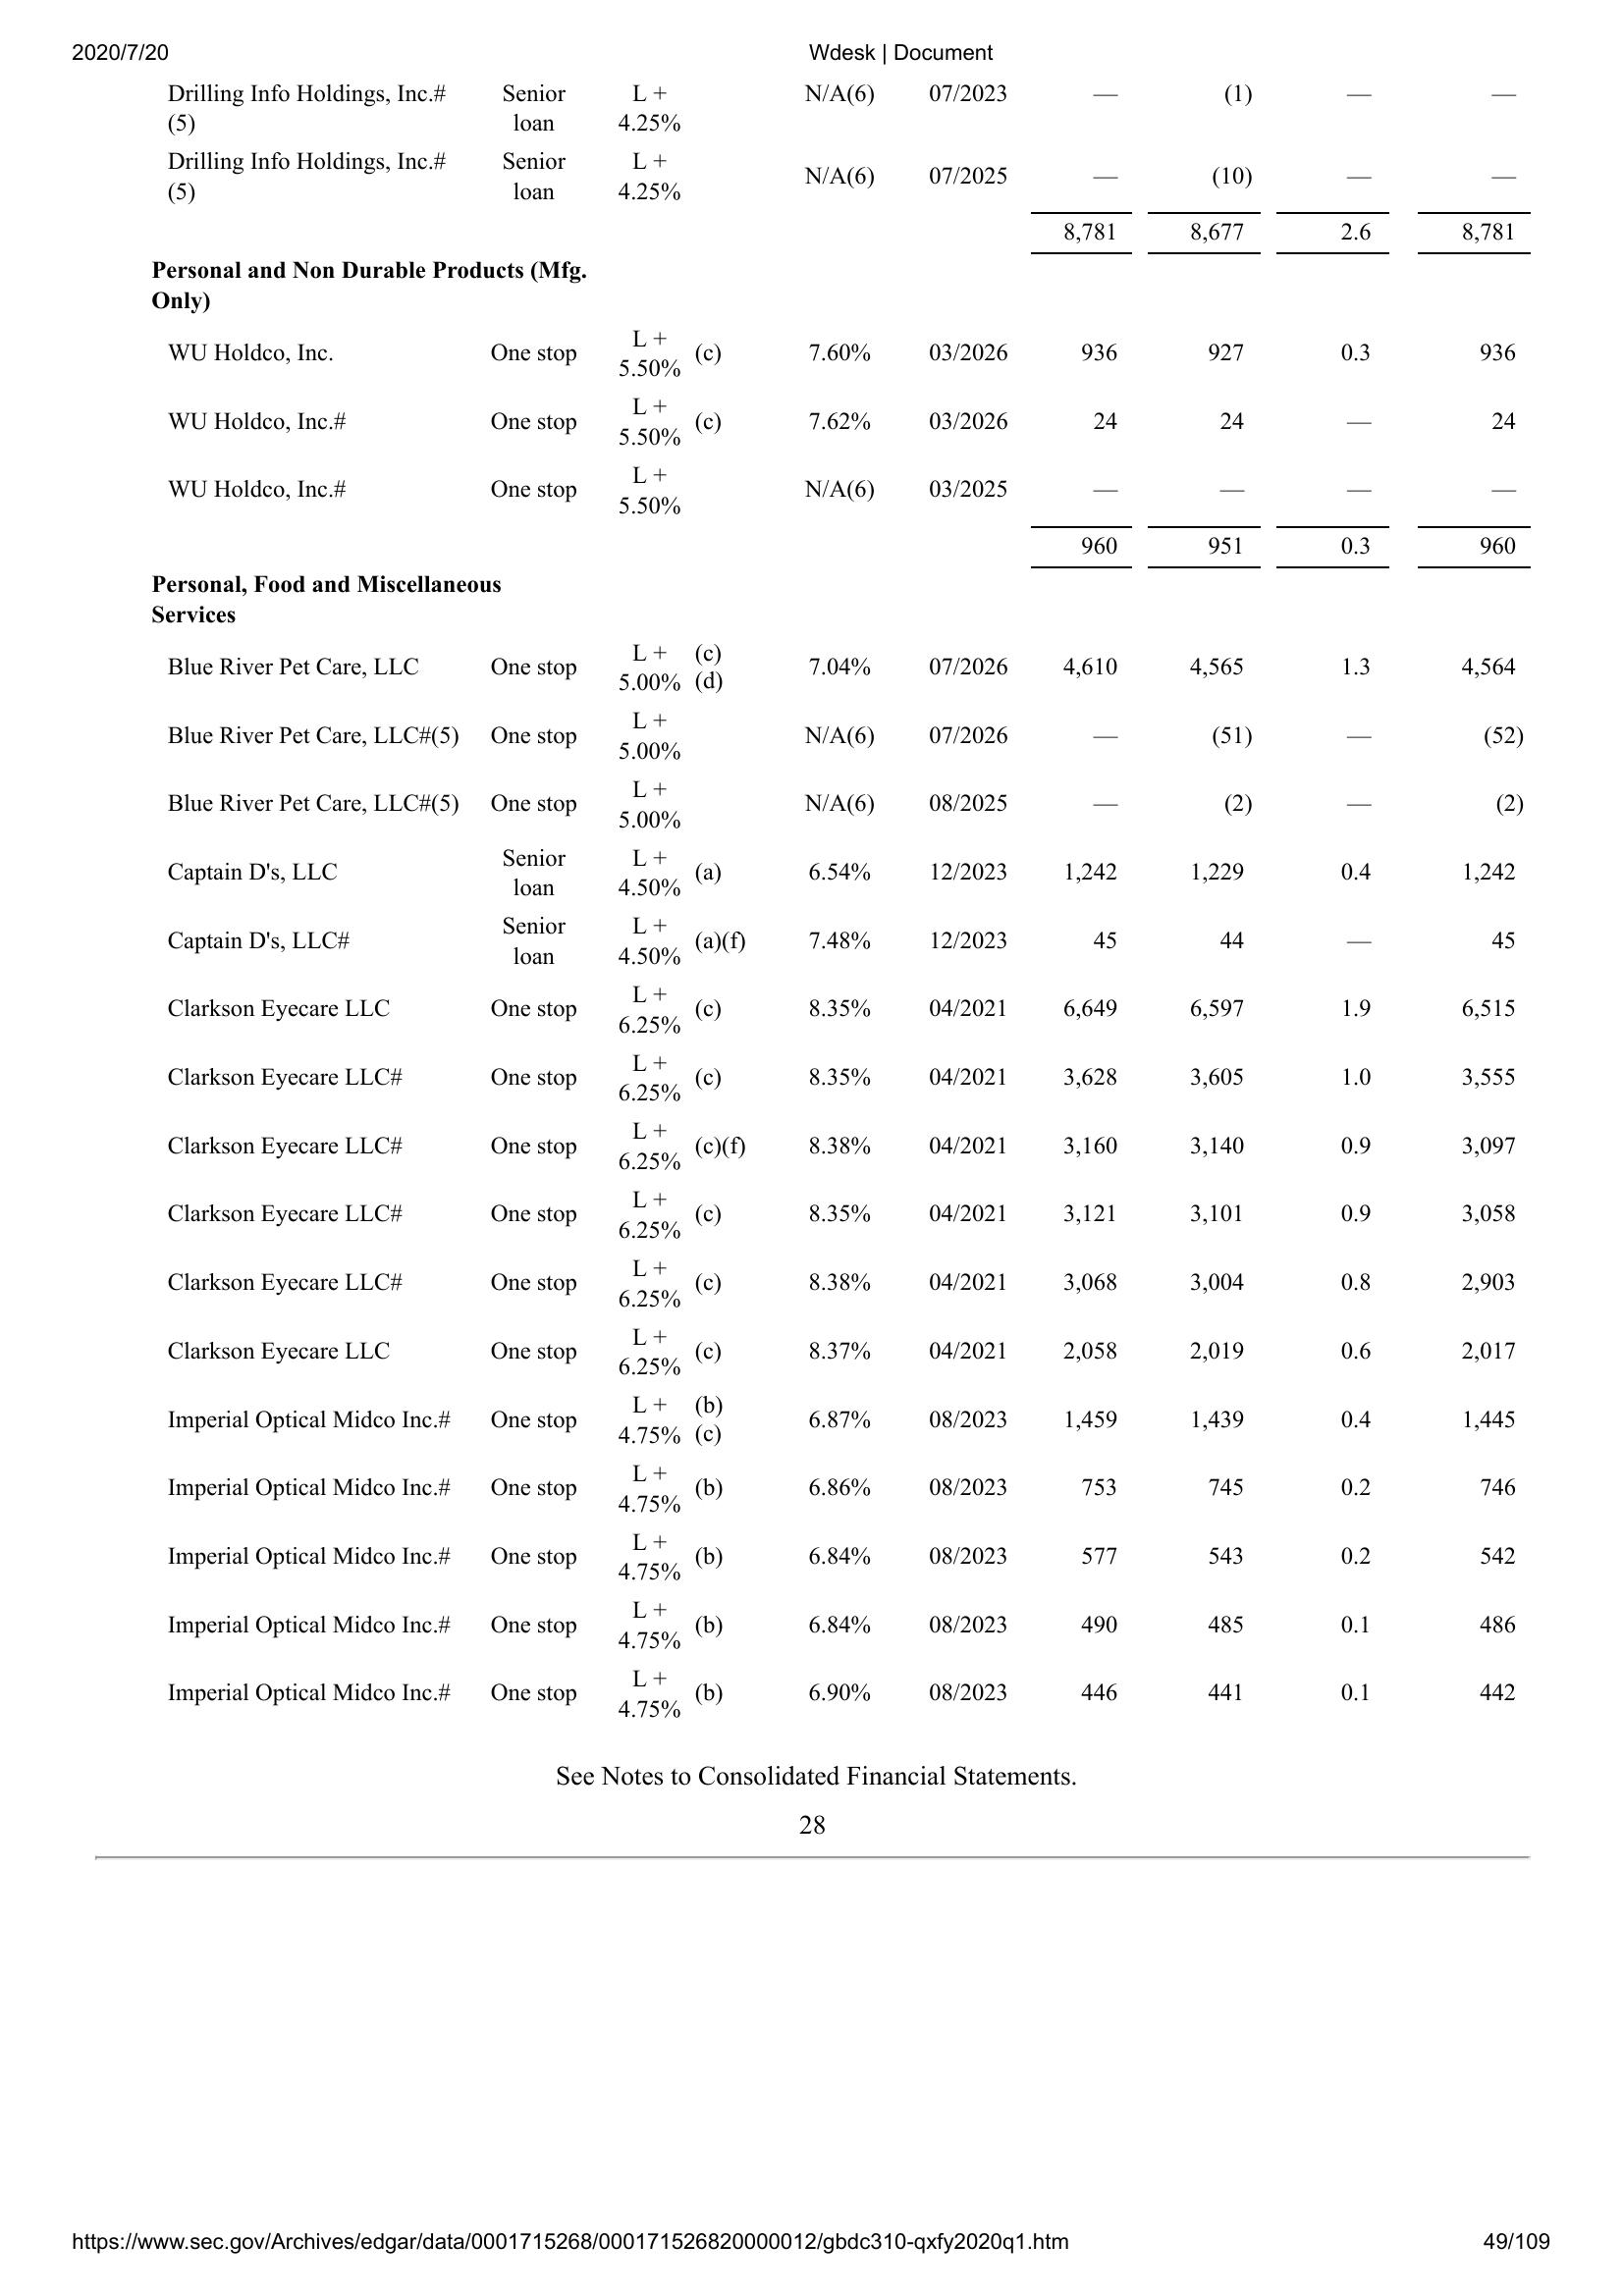 2020/7/20 Wdesk | Document
Drilling Info Holdings, Inc.# (5) Senior loan L + 4.25% N/A(6) 07/2023 — (1) — —
Drilling Info Holdings, Inc.# (5) Senior loan L + 4.25% N/A(6) 07/2025 — (10) — —
8,781 8,677 2.6 8,781
Personal and Non Durable Products (Mfg.
Only)
WU Holdco, Inc. One stop L + 5.50% (c) 7.60% 03/2026 936 927 0.3 936
WU Holdco, Inc.# One stop L + 5.50% (c) 7.62% 03/2026 24 24 — 24
WU Holdco, Inc.# One stop L + 5.50% N/A(6) 03/2025 — — — —
960 951 0.3 960
Personal, Food and Miscellaneous
Services
Blue River Pet Care, LLC One stop L + 5.00% (c) (d) 7.04% 07/2026 4,610 4,565 1.3 4,564
Blue River Pet Care, LLC#(5) One stop L + 5.00% N/A(6) 07/2026 — (51) — (52)
Blue River Pet Care, LLC#(5) One stop L + 5.00% N/A(6) 08/2025 — (2) — (2)
Captain D's, LLC Senior loan L + 4.50% (a) 6.54% 12/2023 1,242 1,229 0.4 1,242
Captain D's, LLC# Senior loan L + 4.50% (a)(f) 7.48% 12/2023 45 44 — 45
Clarkson Eyecare LLC One stop L + 6.25% (c) 8.35% 04/2021 6,649 6,597 1.9 6,515
Clarkson Eyecare LLC# One stop L + 6.25% (c) 8.35% 04/2021 3,628 3,605 1.0 3,555
Clarkson Eyecare LLC# One stop L + 6.25% (c)(f) 8.38% 04/2021 3,160 3,140 0.9 3,097
Clarkson Eyecare LLC# One stop L + 6.25% (c) 8.35% 04/2021 3,121 3,101 0.9 3,058
Clarkson Eyecare LLC# One stop L + 6.25% (c) 8.38% 04/2021 3,068 3,004 0.8 2,903
Clarkson Eyecare LLC One stop L + 6.25% (c) 8.37% 04/2021 2,058 2,019 0.6 2,017
Imperial Optical Midco Inc.# One stop L + 4.75% (b) (c) 6.87% 08/2023 1,459 1,439 0.4 1,445
Imperial Optical Midco Inc.# One stop L + 4.75% (b) 6.86% 08/2023 753 745 0.2 746
Imperial Optical Midco Inc.# One stop L + 4.75% (b) 6.84% 08/2023 577 543 0.2 542
Imperial Optical Midco Inc.# One stop L + 4.75% (b) 6.84% 08/2023 490 485 0.1 486
Imperial Optical Midco Inc.# One stop L + 4.75% (b) 6.90% 08/2023 446 441 0.1 442
See Notes to Consolidated Financial Statements.
28
https://www.sec.gov/Archives/edgar/data/0001715268/000171526820000012/gbdc310-qxfy2020q1.htm 49/109